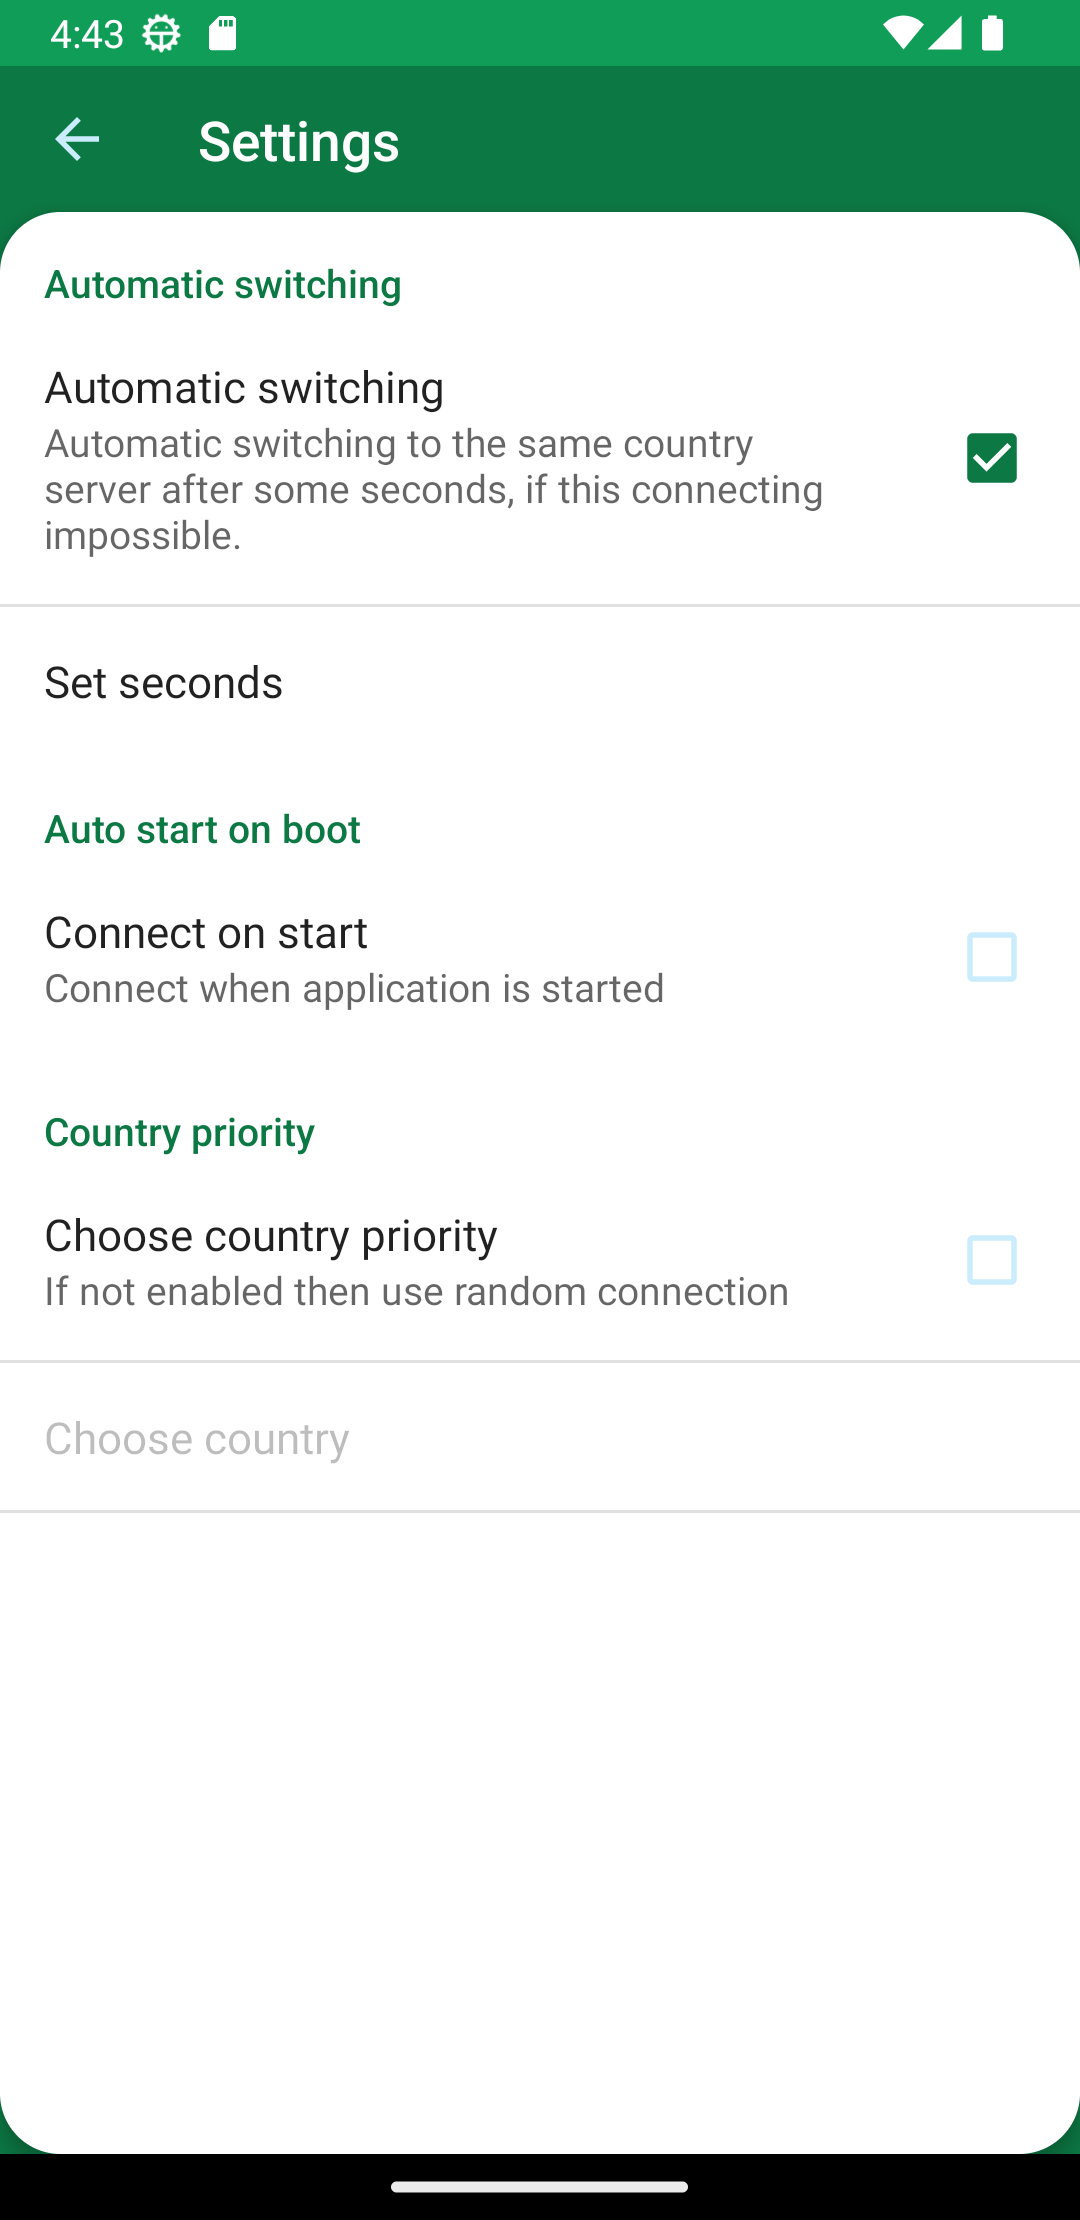 4:43
Settings
Automatic switching
Automatic switching
Automatic switching to the same country
server after some seconds, if this connecting
impossible.
Set seconds
Auto start on boot
Connect on start
Connect when application is started
Country priority
Choose country priority
If not enabled then use random connection
Choose country